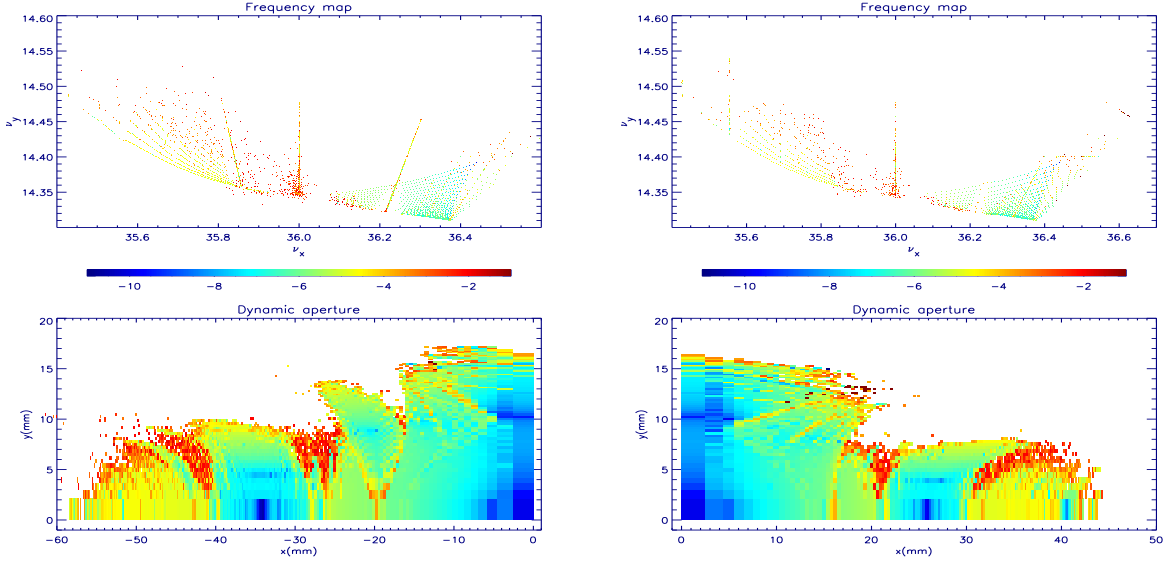 Frequency map
14.60
14.55
14.50
14.45
14.40
14.35
νy
35.6 35.8 36.0 36.2 36.4
νx
−10 −8 −6 −4 −2
Dynamic aperture
20
15
10
5
0
y(mm)
−60 −50 −40 −30 −20 −10 0
x(mm)
Frequency map
14.60
14.55
14.50
14.45
14.40
14.35
νy
35.6 35.8 36.0 36.2 36.4 36.6
νx
−10 −8 −6 −4 −2
Dynamic aperture
20
15
10
5
0
y(mm)
0 10 20 30 40 50
x(mm)